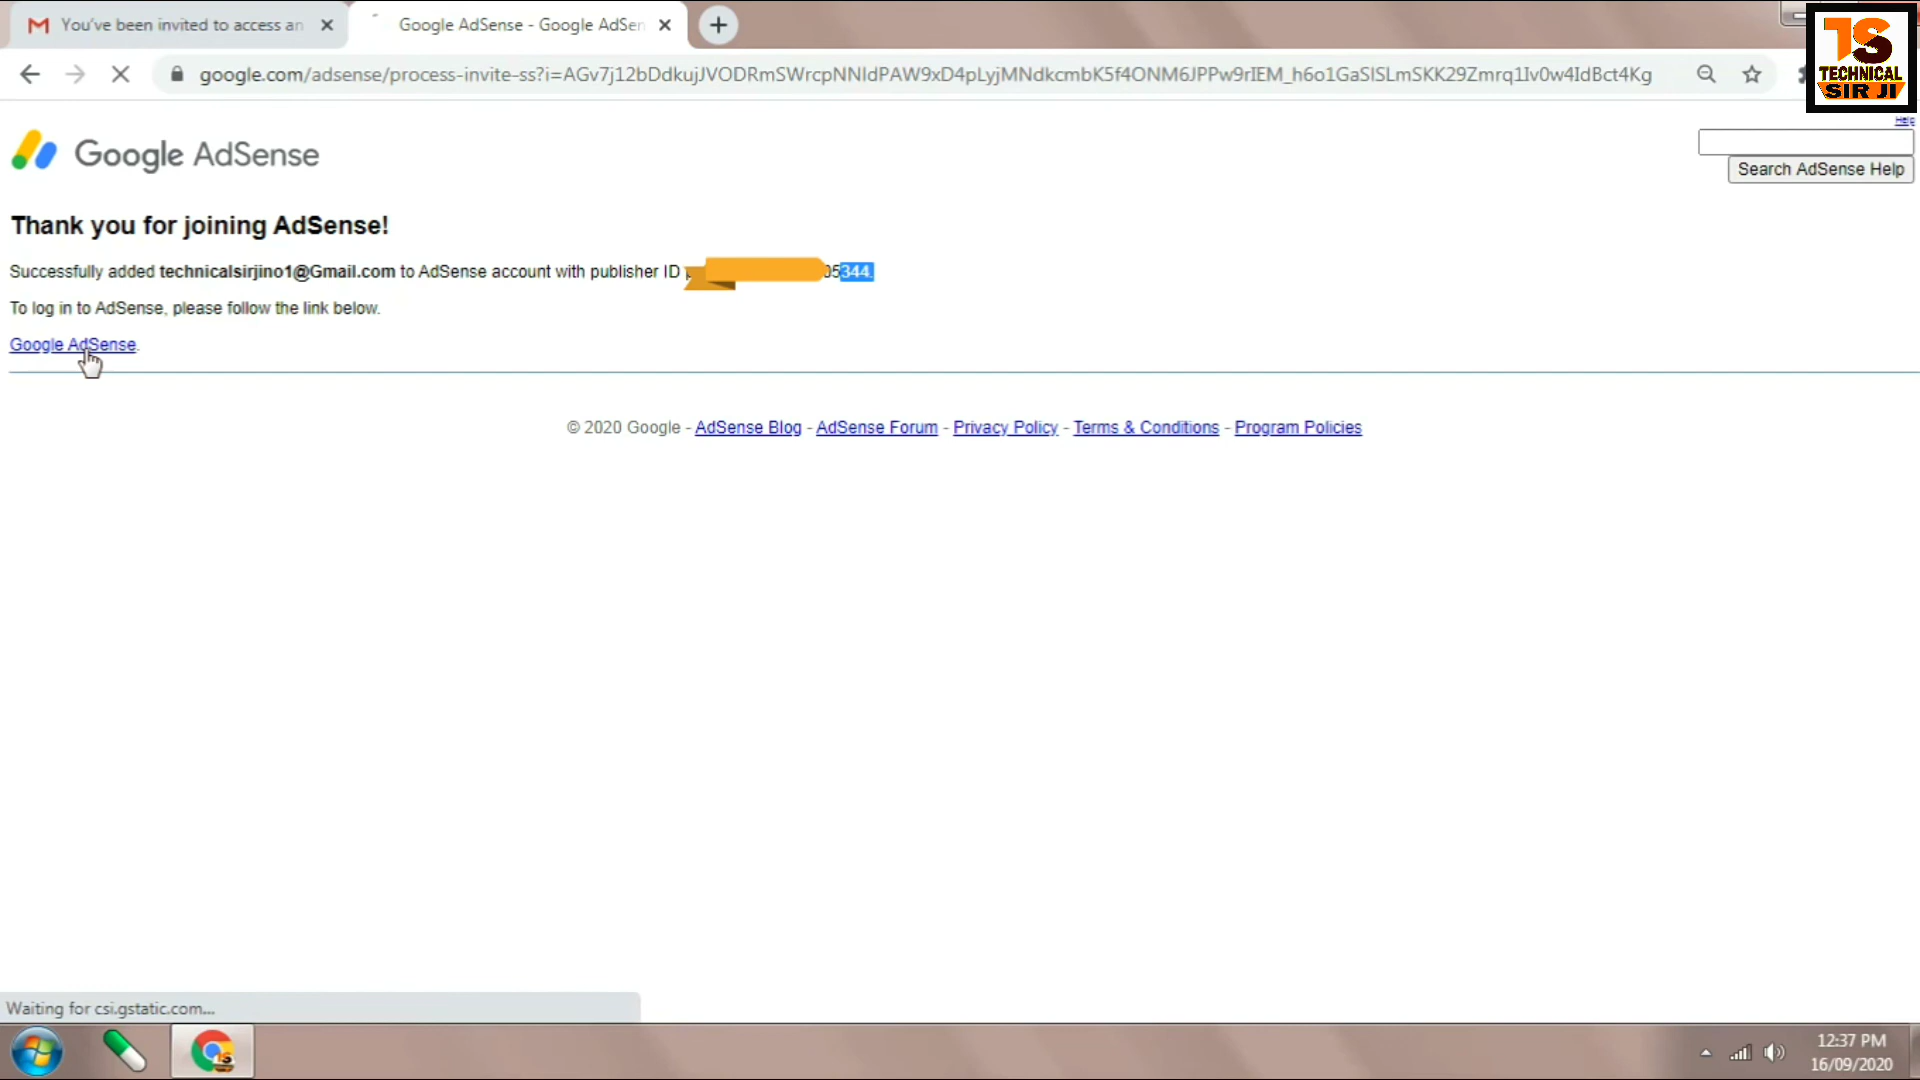 You've been invited to access an
Google AdSense - Google AdSen
google.com/adsense/process-invite-ss?i=AGv7j12bDdkujJVODRmSWrcpNNIdPAW9xD4pLyjMNdkcmbK5f4ONM6JPPw9rIEM_h6o1GaSlSLmSKK29Zmrq1Iv0w4IdBct4Kg
TS
TECHNICAL
SIR JI
Help
Google AdSense
Search AdSense Help
Thank you for joining AdSense!
Successfully added technicalsirjino1@Gmail.com to AdSense account with publisher ID 05344.
To log in to AdSense, please follow the link below.
Google AdSense.
© 2020 Google - AdSense Blog - AdSense Forum - Privacy Policy - Terms & Conditions - Program Policies
Waiting for csi.gstatic.com...
12:37 PM
16/09/2020